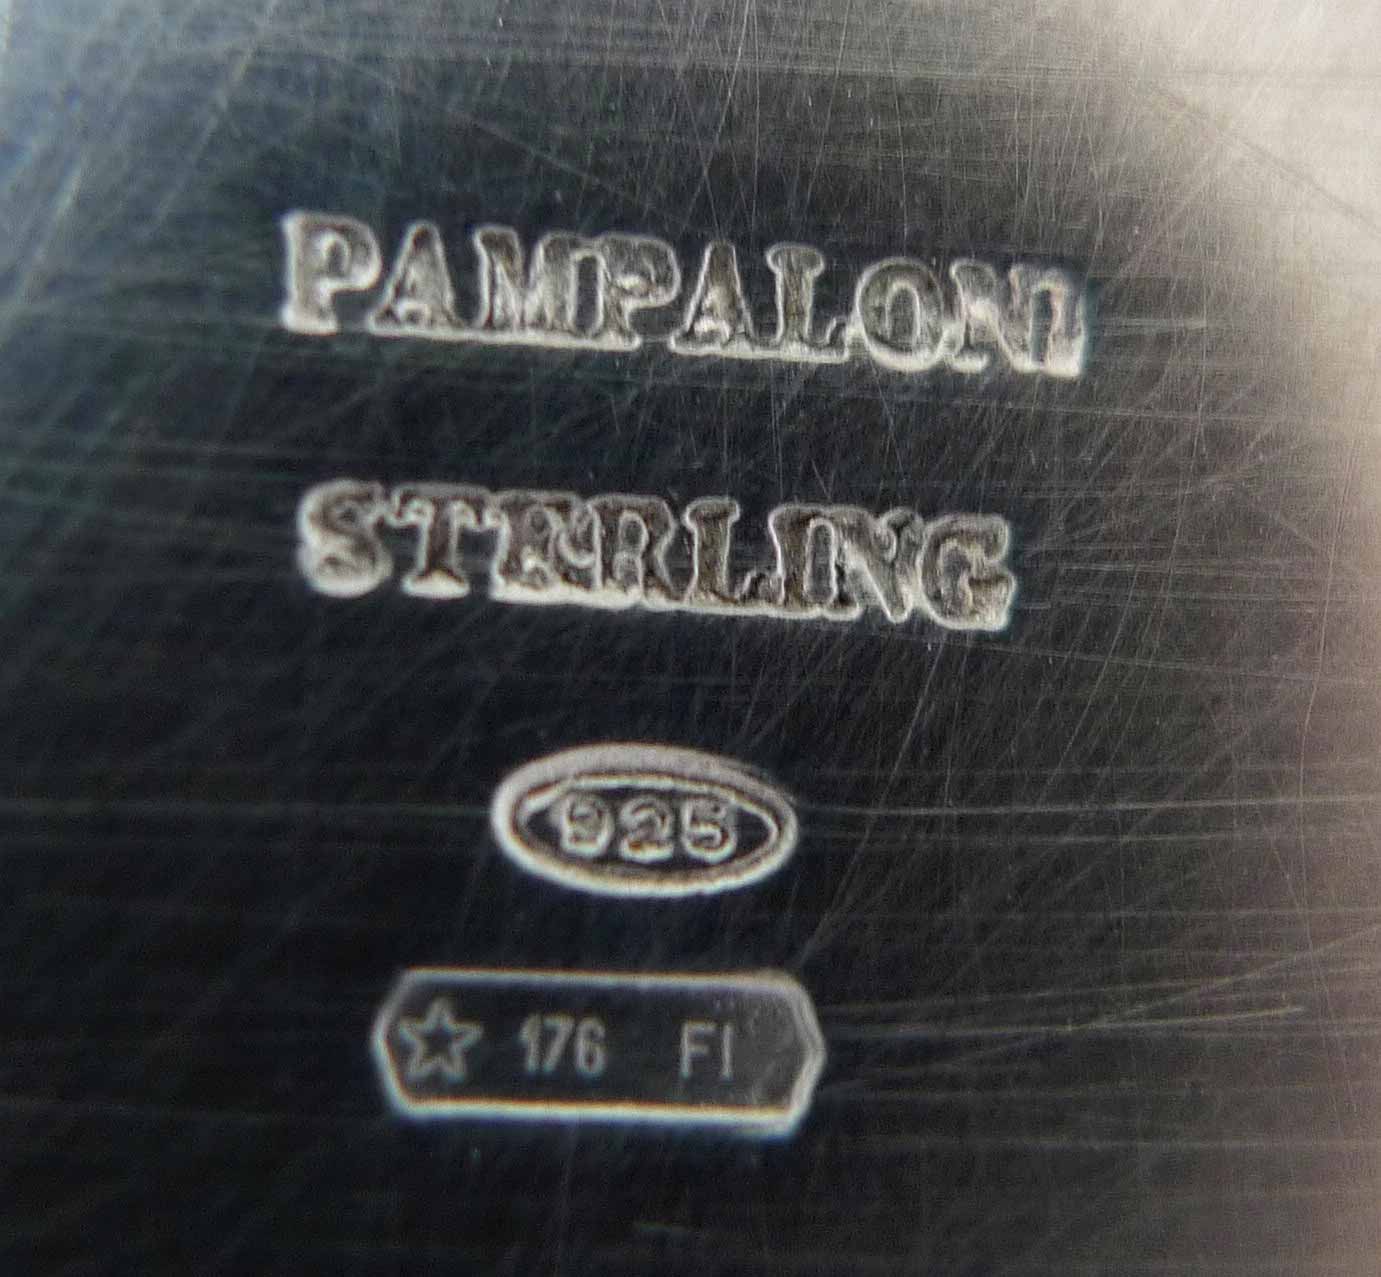 PAMPALONI
STERLING
925
☆ 176 FI